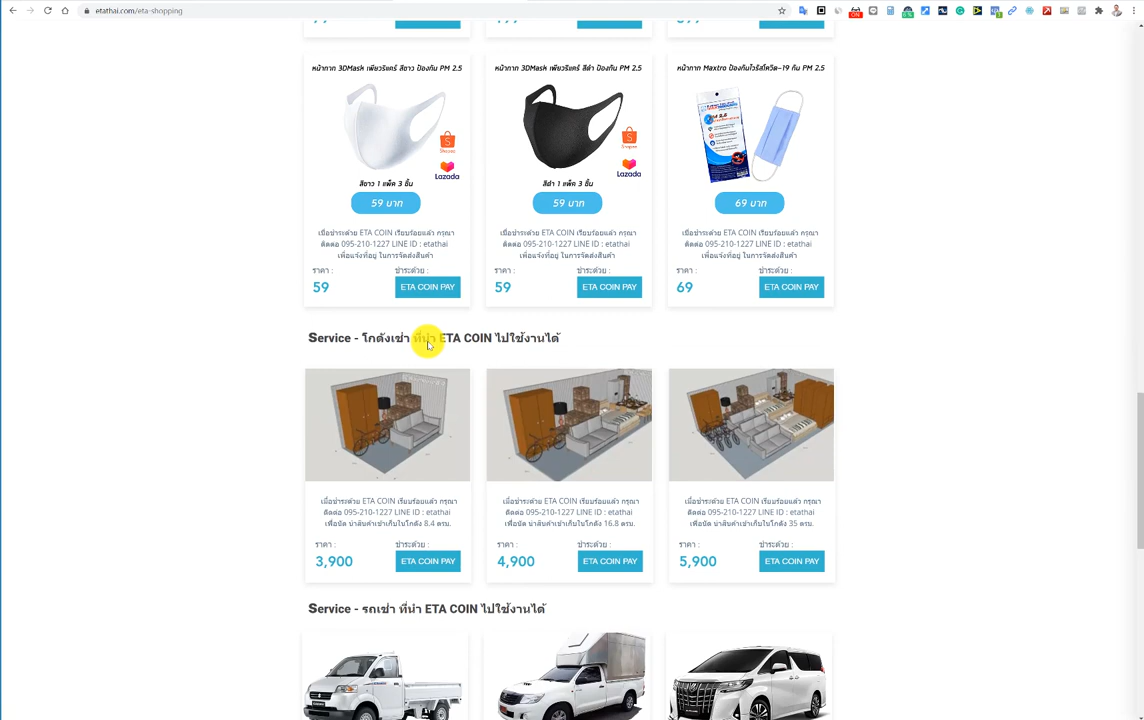 etathai.com/eta-shopping
หน้ากาก 3DMask เพียวริแคร์ สีขาว ป้องกัน PM 2.5
หน้ากาก 3DMask เพียวริแคร์ สีดำ ป้องกัน PM 2.5
หน้ากาก Maxtro ป้องกันไวรัสโควิด-19 กัน PM 2.5
Lazada
Lazada
สีขาว 1 แพ็ค 3 ชิ้น
สีดำ 1 แพ็ค 3 ชิ้น
59 บาท
59 บาท
69 บาท
เมื่อชำระด้วย ETA COIN เรียบร้อยแล้ว กรุณา
ติดต่อ 095-210-1227 LINE ID : etathai
เพื่อแจ้งที่อยู่ ในการจัดส่งสินค้า
ราคา :
ชำระด้วย :
59
ETA COIN PAY
เมื่อชำระด้วย ETA COIN เรียบร้อยแล้ว กรุณา
ติดต่อ 095-210-1227 LINE ID : etathai
เพื่อแจ้งที่อยู่ ในการจัดส่งสินค้า
ราคา :
ชำระด้วย :
59
ETA COIN PAY
เมื่อชำระด้วย ETA COIN เรียบร้อยแล้ว กรุณา
ติดต่อ 095-210-1227 LINE ID : etathai
เพื่อแจ้งที่อยู่ ในการจัดส่งสินค้า
ราคา :
ชำระด้วย :
69
ETA COIN PAY
Service - โกดังเช่า ที่นำ ETA COIN ไปใช้งานได้
เมื่อชำระด้วย ETA COIN เรียบร้อยแล้ว กรุณา
ติดต่อ 095-210-1227 LINE ID : etathai
เพื่อนัด นำสินค้าเข้าเก็บในโกดัง 8.4 ตรม.
ราคา :
ชำระด้วย :
3,900
ETA COIN PAY
เมื่อชำระด้วย ETA COIN เรียบร้อยแล้ว กรุณา
ติดต่อ 095-210-1227 LINE ID : etathai
เพื่อนัด นำสินค้าเข้าเก็บในโกดัง 16.8 ตรม.
ราคา :
ชำระด้วย :
4,900
ETA COIN PAY
เมื่อชำระด้วย ETA COIN เรียบร้อยแล้ว กรุณา
ติดต่อ 095-210-1227 LINE ID : etathai
เพื่อนัด นำสินค้าเข้าเก็บในโกดัง 35 ตรม.
ราคา :
ชำระด้วย :
5,900
ETA COIN PAY
Service - รถเช่า ที่นำ ETA COIN ไปใช้งานได้